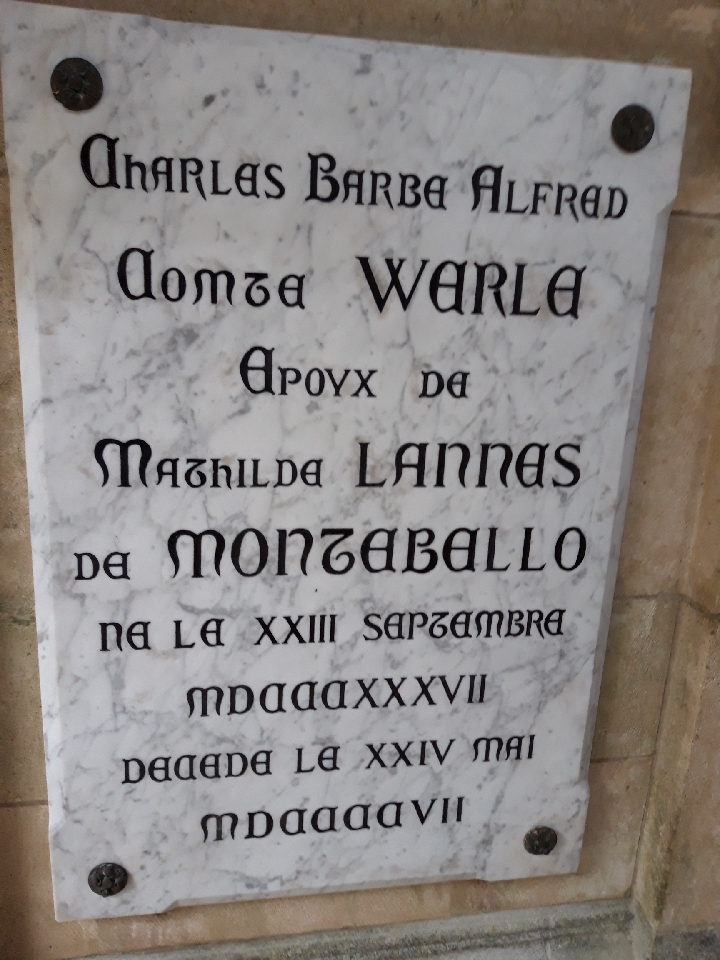 Charles Barbe Alfred
Comte WERLE
Epovx de
Mathilde LANNES
de MONTEBELLO
ne le XXIII septembre
MDCCCXXXVII
decede le XXIV mai
MDCCCCVII